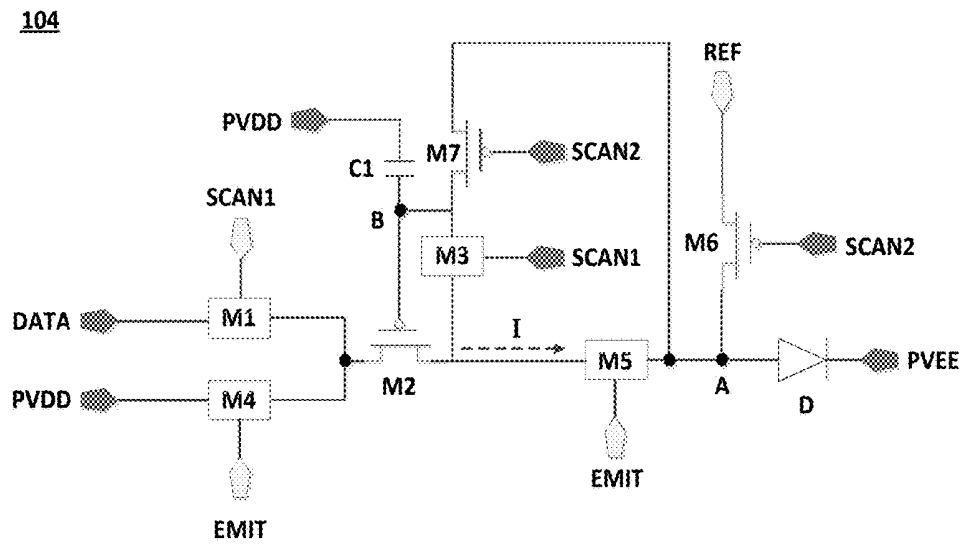 104
REF
PVDD
M7
SCAN2
C1
SCAN1
B
M3
SCAN1
M6
SCAN2
DATA
M1
I
M5
PVEE
PVDD
M4
M2
A
D
EMIT
EMIT